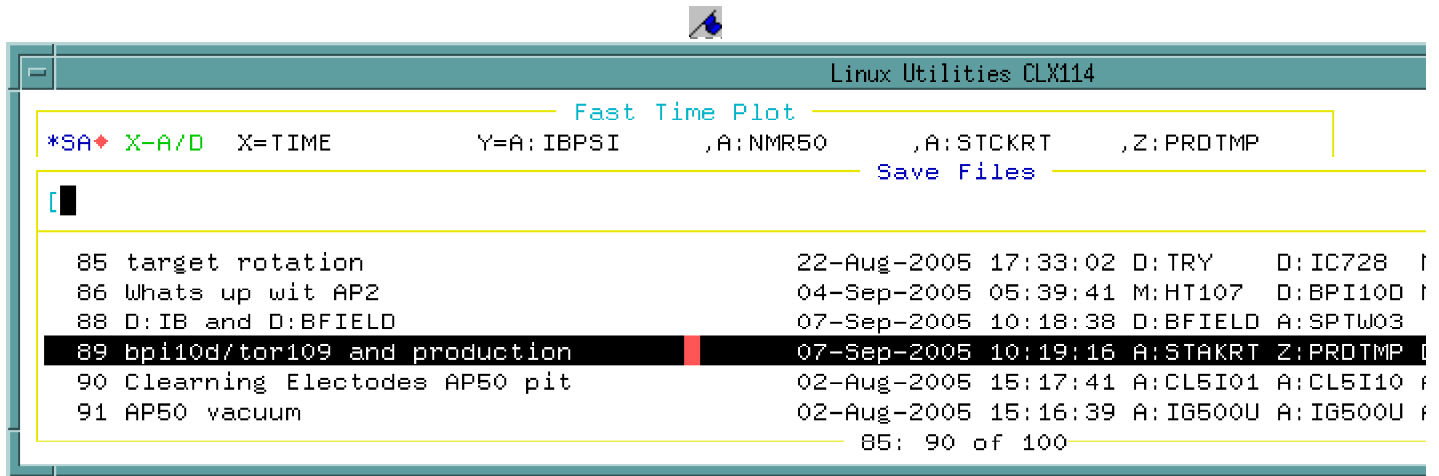 Linux Utilities CLX114
Fast Time Plot
*SA♦ X-A/D X=TIME Y=A:IBPSI ,A:NMR50 ,A:STCKRT ,Z:PRDTMP
Save Files
[
85 target rotation 22-Aug-2005 17:33:02 D:TRY D:IC728
86 Whats up wit AP2 04-Sep-2005 05:39:41 M:HT107 D:BPI10D
88 D:IB and D:BFIELD 07-Sep-2005 10:18:38 D:BFIELD A:SPTW03
89 bpi10d/tor109 and production 07-Sep-2005 10:19:16 A:STAKRT Z:PRDTMP
90 Clearning Electodes AP50 pit 02-Aug-2005 15:17:41 A:CL5I01 A:CL5I10
91 AP50 vacuum 02-Aug-2005 15:16:39 A:IG500U A:IG500U
85: 90 of 100